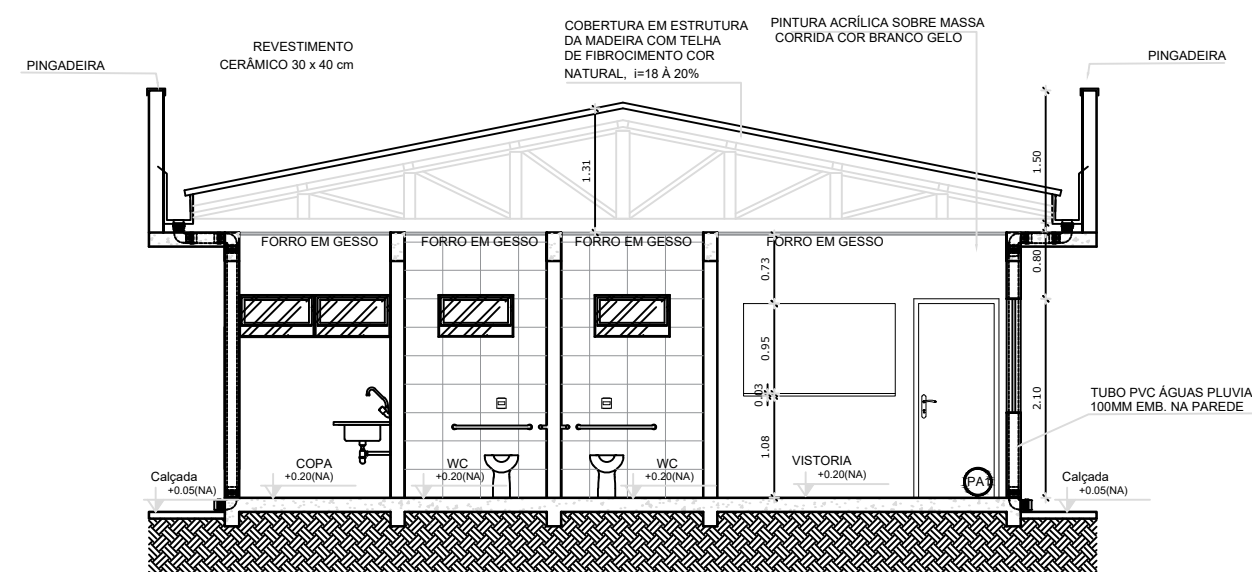 COBERTURA EM ESTRUTURA
DA MADEIRA COM TELHA
DE FIBROCIMENTO COR
NATURAL, i=18 À 20%
PINTURA ACRÍLICA SOBRE MASSA
CORRIDA COR BRANCO GELO
REVESTIMENTO
CERÂMICO 30 x 40 cm
PINGADEIRA
PINGADEIRA
1.31
1.50
FORRO EM GESSO
FORRO EM GESSO
FORRO EM GESSO
FORRO EM GESSO
0.73
0.80
0.95
0.03
1.08
2.10
TUBO PVC ÁGUAS PLUVIA
100MM EMB. NA PAREDE
Calçada
+0.05(NA)
COPA
+0.20(NA)
WC
+0.20(NA)
WC
+0.20(NA)
VISTORIA
+0.20(NA)
PA1
Calçada
+0.05(NA)